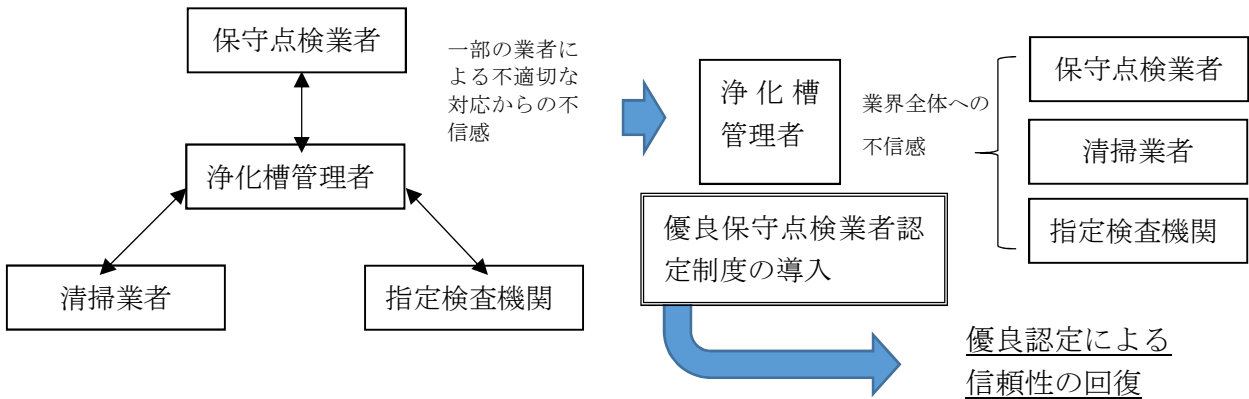 保守点検業者
一部の業者に
よる不適切な
対応からの不
信感
浄化槽管理者
清掃業者
指定検査機関
浄化槽
管理者
業界全体への
不信感
保守点検業者
清掃業者
指定検査機関
優良保守点検業者認
定制度の導入
優良認定による
信頼性の回復